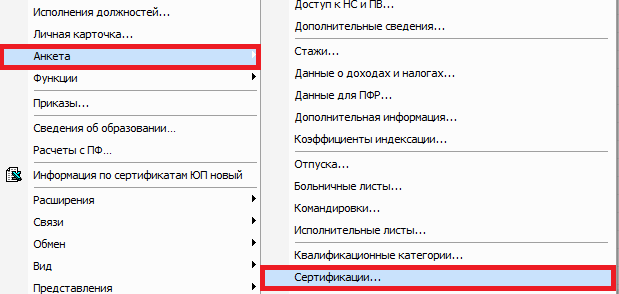 Исполнения должностей...
Личная карточка...
Анкета
Функции
Приказы...
Сведения об образовании...
Расчеты с ПФ...
Информация по сертификатам ЮП новый
Расширения
Связи
Обмен
Вид
Представления
Доступ к НС и ПВ...
Дополнительные сведения...
Стажи...
Данные о доходах и налогах...
Данные для ПФР...
Дополнительная информация...
Коэффициенты индексации...
Отпуска...
Больничные листы...
Командировки...
Исполнительные листы...
Квалификационные категории...
Сертификации...